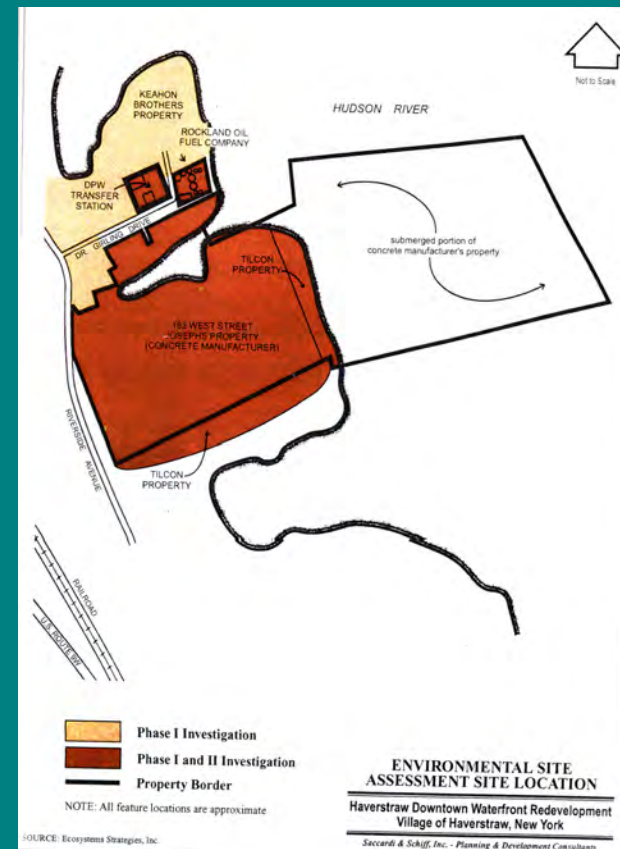 Not to Scale
KEAHON
BROTHERS
PROPERTY
HUDSON RIVER
ROCKLAND OIL
FUEL COMPANY
DPW
TRANSFER
STATION
DR. GIRLING DRIVE
submerged portion of
concrete manufacturer's property
TILCON
PROPERTY
163 WEST STREET
JOSEPHS PROPERTY
(CONCRETE MANUFACTURER)
RIVERSIDE AVENUE
TILCON
PROPERTY
RAILROAD
U.S. ROUTE 9W
Phase I Investigation
Phase I and II Investigation
Property Border
NOTE: All feature locations are approximate
ENVIRONMENTAL SITE
ASSESSMENT SITE LOCATION
Haverstraw Downtown Waterfront Redevelopment
Village of Haverstraw, New York
SOURCE: Ecosystems Strategies, Inc.
Saccardi & Schiff, Inc. - Planning & Development Consultants